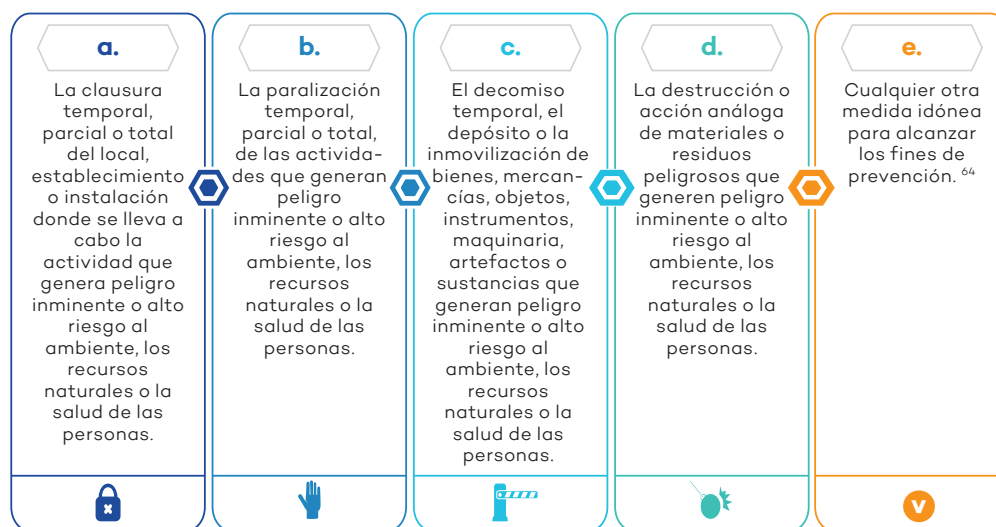 a.
La clausura
temporal,
parcial o total
del local,
establecimiento
o instalación
donde se lleva a
cabo la
actividad que
genera peligro
inminente o alto
riesgo al
ambiente, los
recursos
naturales o la
salud de las
personas.
b.
La paralización
temporal,
parcial o total,
de las activida-
des que generan
peligro
inminente o alto
riesgo al
ambiente, los
recursos
naturales o la
salud de las
personas.
c.
El decomiso
temporal, el
depósito o la
inmovilización de
bienes, mercan-
cías, objetos,
instrumentos,
maquinaria,
artefactos o
sustancias que
generan peligro
inminente o alto
riesgo al
ambiente, los
recursos
naturales o la
salud de las
personas.
d.
La destrucción o
acción análoga
de materiales o
residuos
peligrosos que
generen peligro
inminente o alto
riesgo al
ambiente, los
recursos
naturales o la
salud de las
personas.
e.
Cualquier otra
medida idónea
para alcanzar
los fines de
prevención. 64
x
v